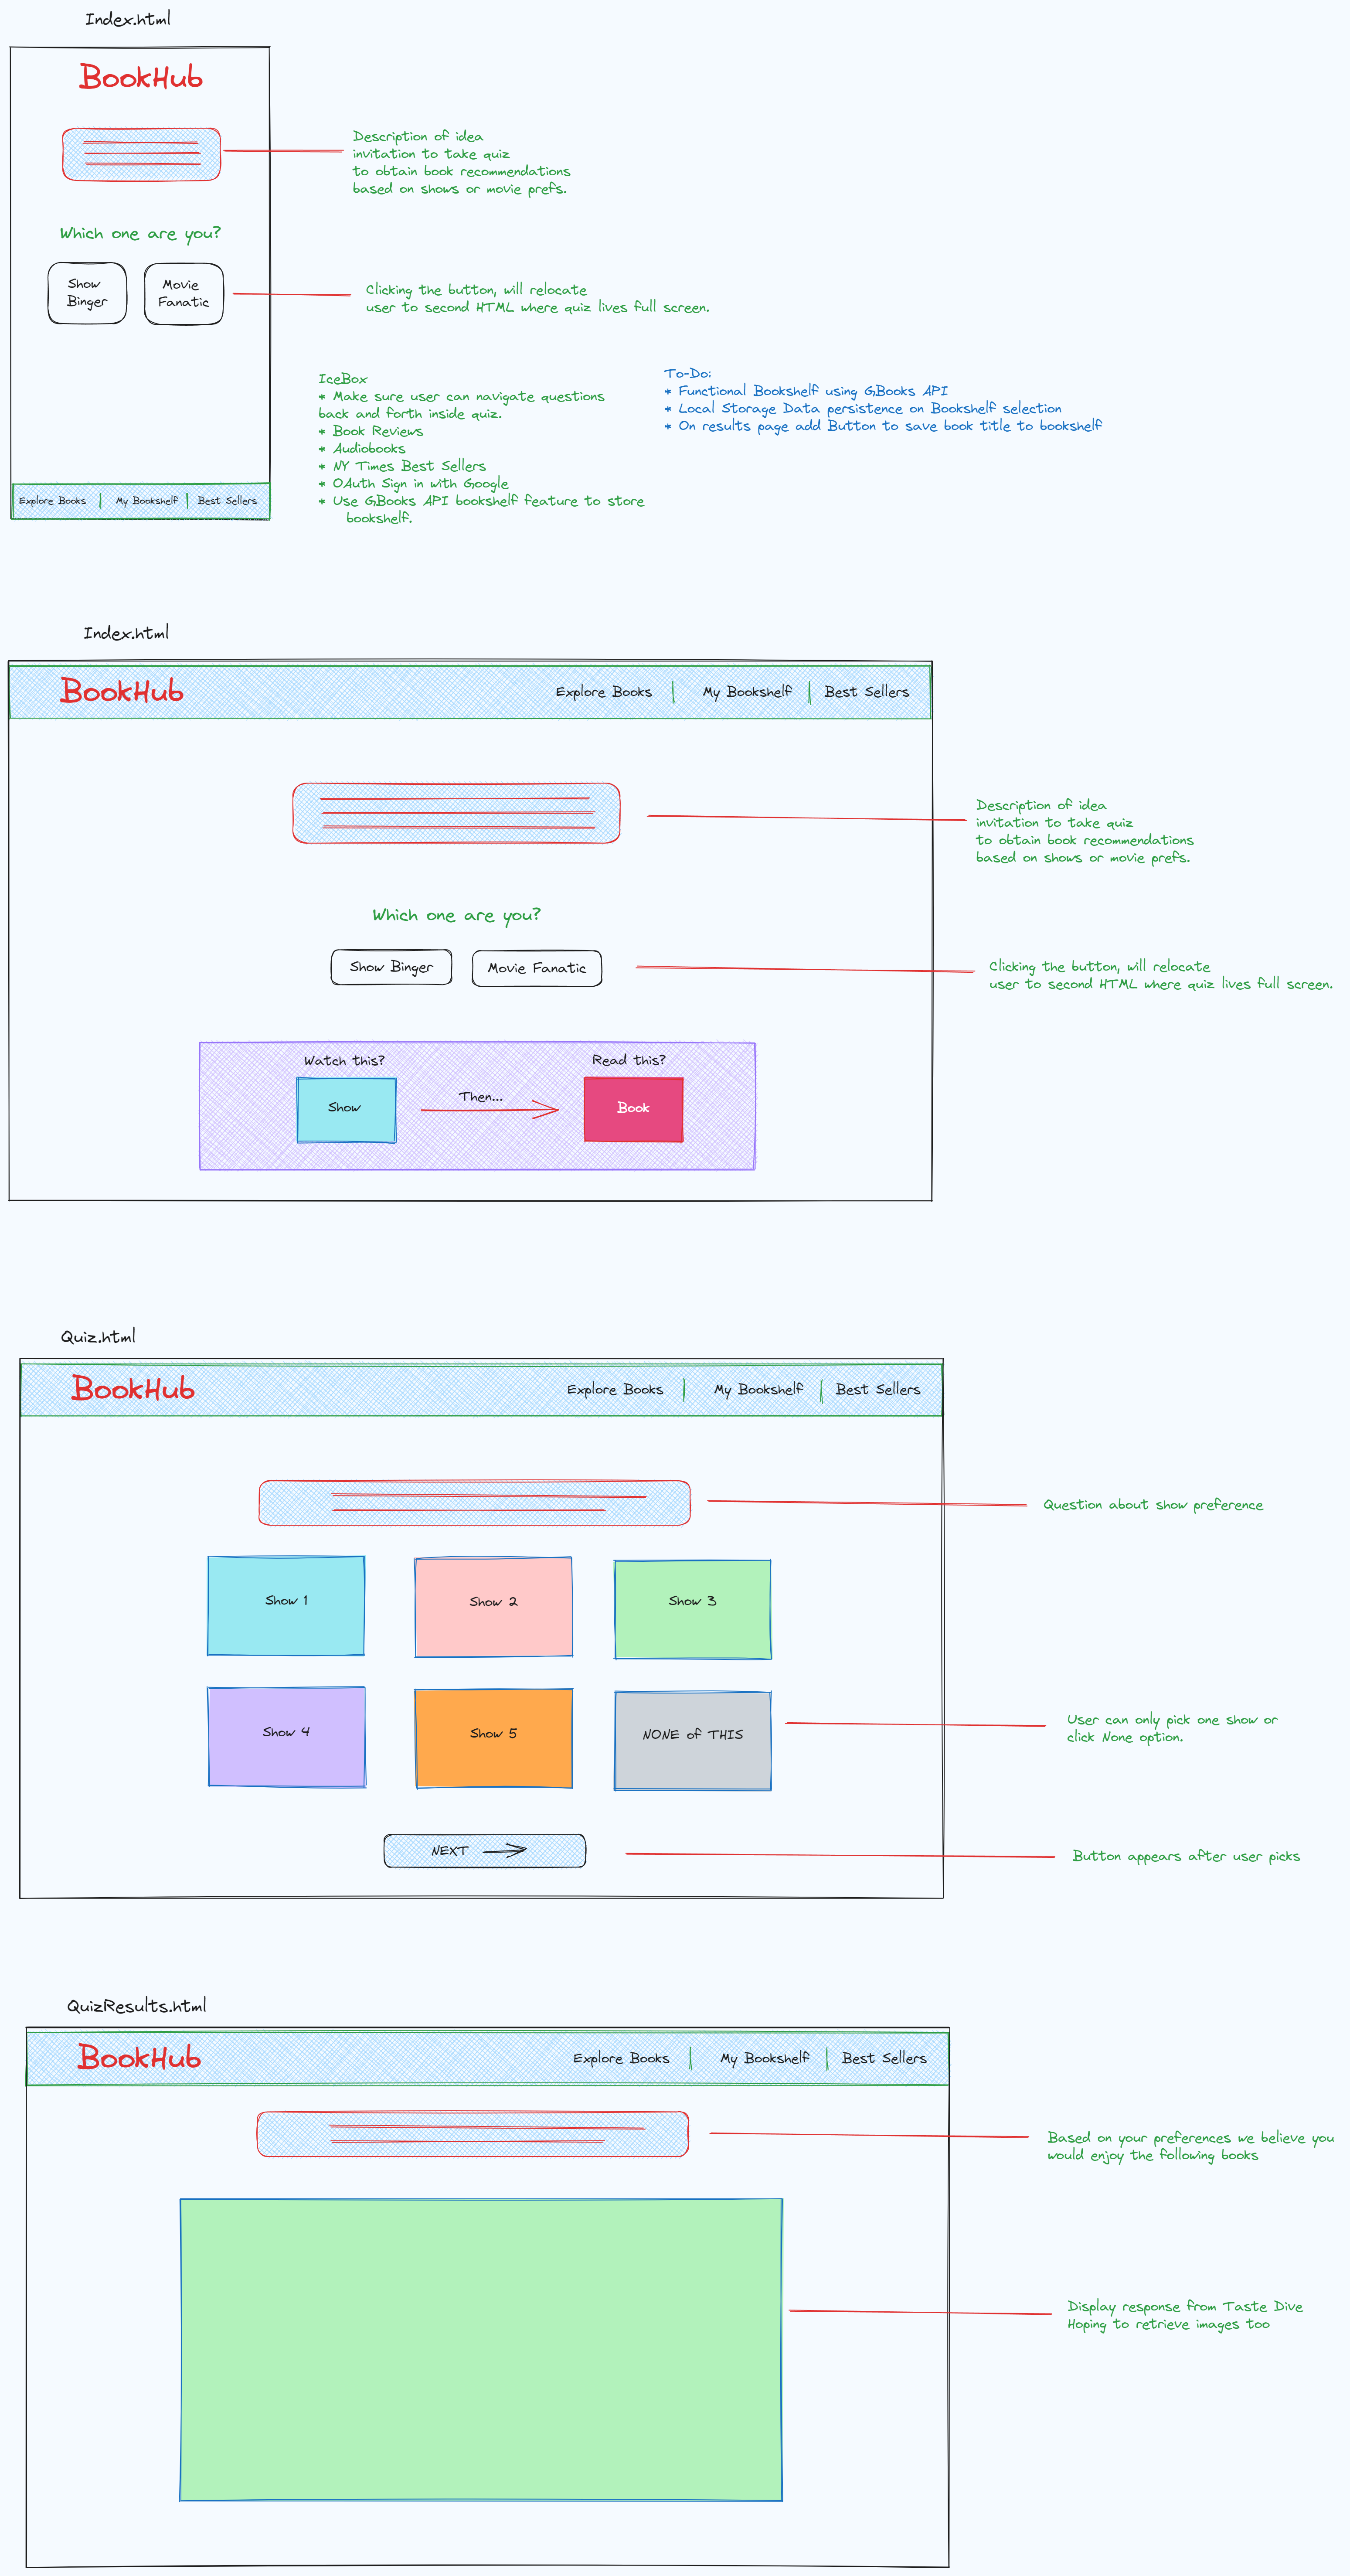 Index.html
BookHub
Description of idea
invitation to take quiz
to obtain book recommendations
based on shows or movie prefs.
Which one are you?
Show
Binger
Movie
Fanatic
Clicking the button, will relocate
user to second HTML where quiz lives full screen.
IceBox
* Make sure user can navigate questions
back and forth inside quiz.
* Book Reviews
* Audiobooks
* NY Times Best Sellers
* OAuth Sign in with Google
* Use GBooks API bookshelf feature to store
bookshelf.
To-Do:
* Functional Bookshelf using GBooks API
* Local Storage Data persistence on Bookshelf selection
* On results page add Button to save book title to bookshelf
Explore Books
My Bookshelf
Best Sellers
Index.html
BookHub
Explore Books
My Bookshelf
Best Sellers
Description of idea
invitation to take quiz
to obtain book recommendations
based on shows or movie prefs.
Which one are you?
Show Binger
Movie Fanatic
Clicking the button, will relocate
user to second HTML where quiz lives full screen.
Watch this?
Read this?
Show
Then...
Book
Quiz.html
BookHub
Explore Books
My Bookshelf
Best Sellers
Question about show preference
Show 1
Show 2
Show 3
Show 4
Show 5
NONE of THIS
User can only pick one show or
click None option.
NEXT
Button appears after user picks
QuizResults.html
BookHub
Explore Books
My Bookshelf
Best Sellers
Based on your preferences we believe you
would enjoy the following books
Display response from Taste Dive
Hoping to retrieve images too